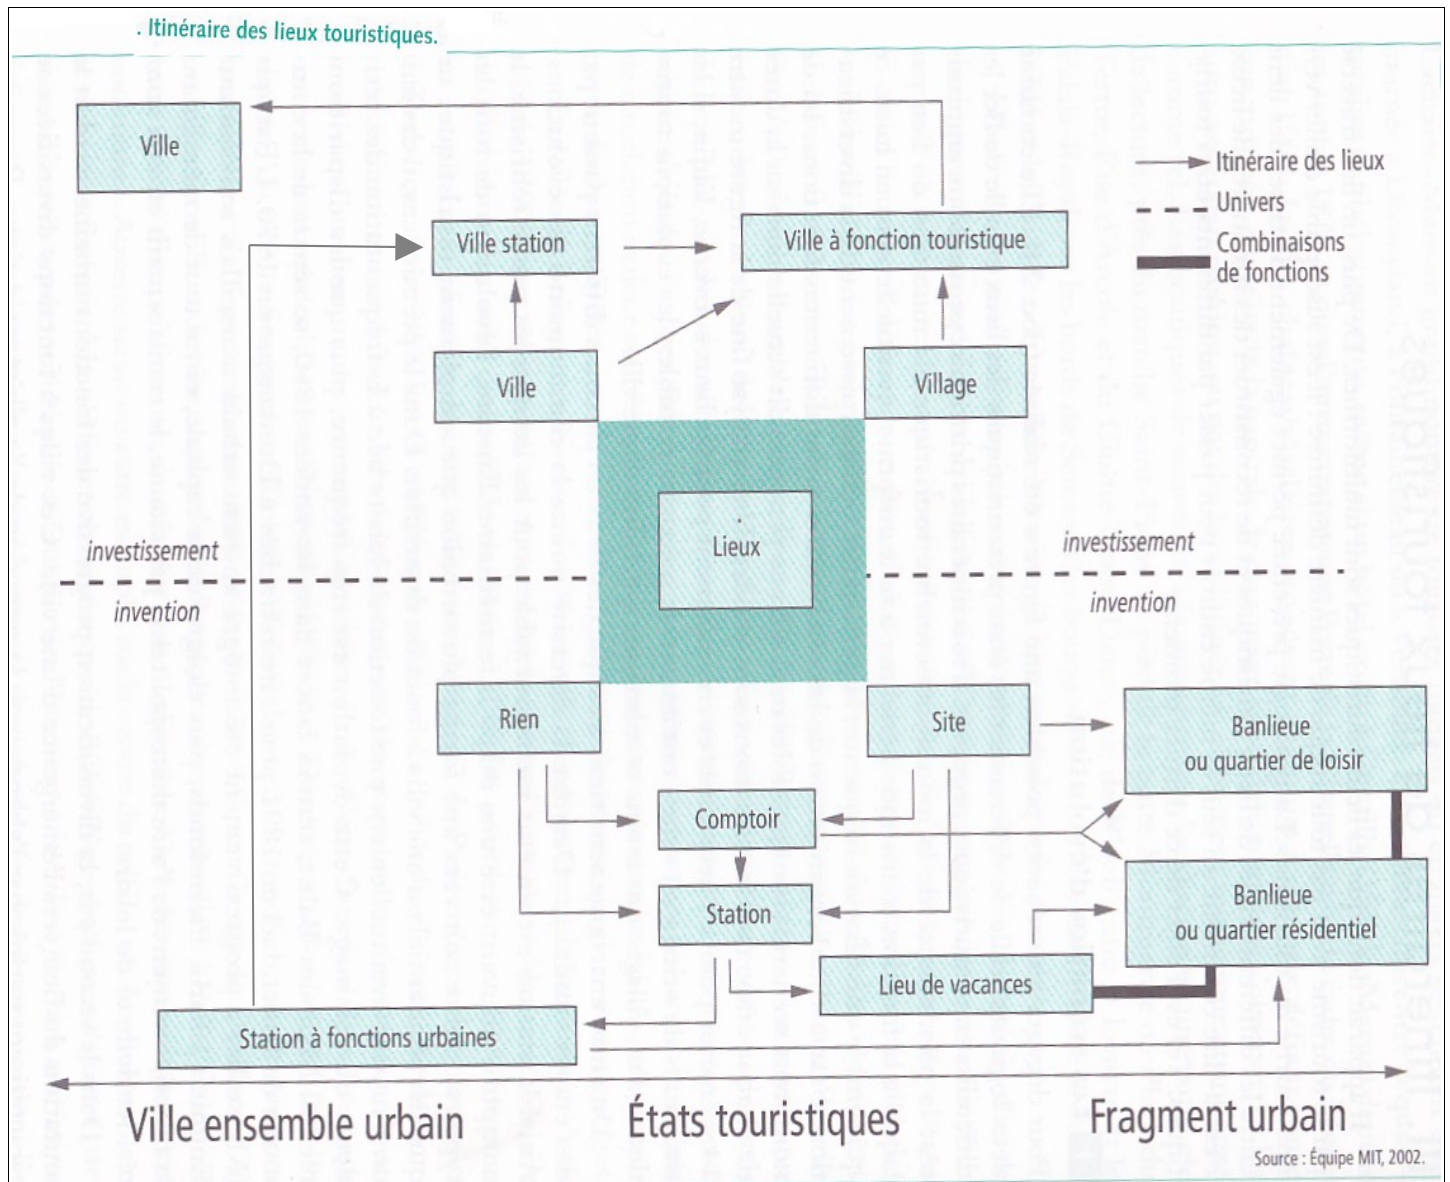 . Itinéraire des lieux touristiques.
Ville
Itinéraire des lieux
Univers
Combinaisons
de fonctions
Ville station
Ville à fonction touristique
Ville
Village
Lieux
investissement
investissement
invention
invention
Rien
Site
Banlieue
ou quartier de loisir
Comptoir
Banlieue
ou quartier résidentiel
Station
Lieu de vacances
Station à fonctions urbaines
Ville ensemble urbain
États touristiques
Fragment urbain
Source : Équipe MIT, 2002.